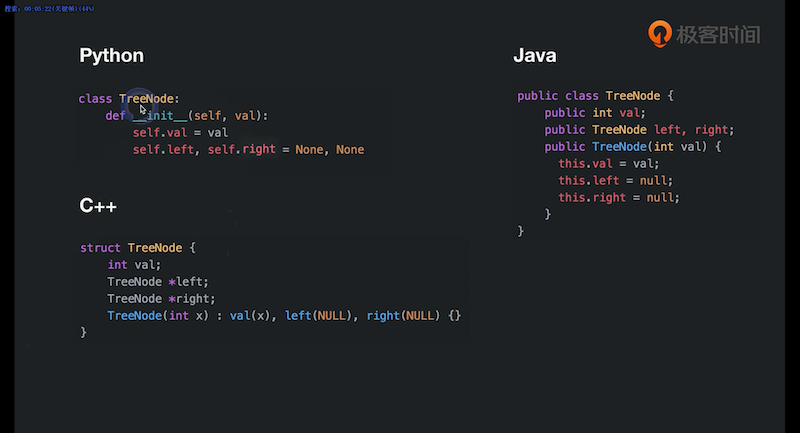 搜索: 00:05:22(关键帧)(44%)
极客时间
Python
class TreeNode:
    def __init__(self, val):
        self.val = val
        self.left, self.right = None, None
C++
struct TreeNode {
    int val;
    TreeNode *left;
    TreeNode *right;
    TreeNode(int x) : val(x), left(NULL), right(NULL) {}
}
Java
public class TreeNode {
    public int val;
    public TreeNode left, right;
    public TreeNode(int val) {
      this.val = val;
      this.left = null;
      this.right = null;
    }
}